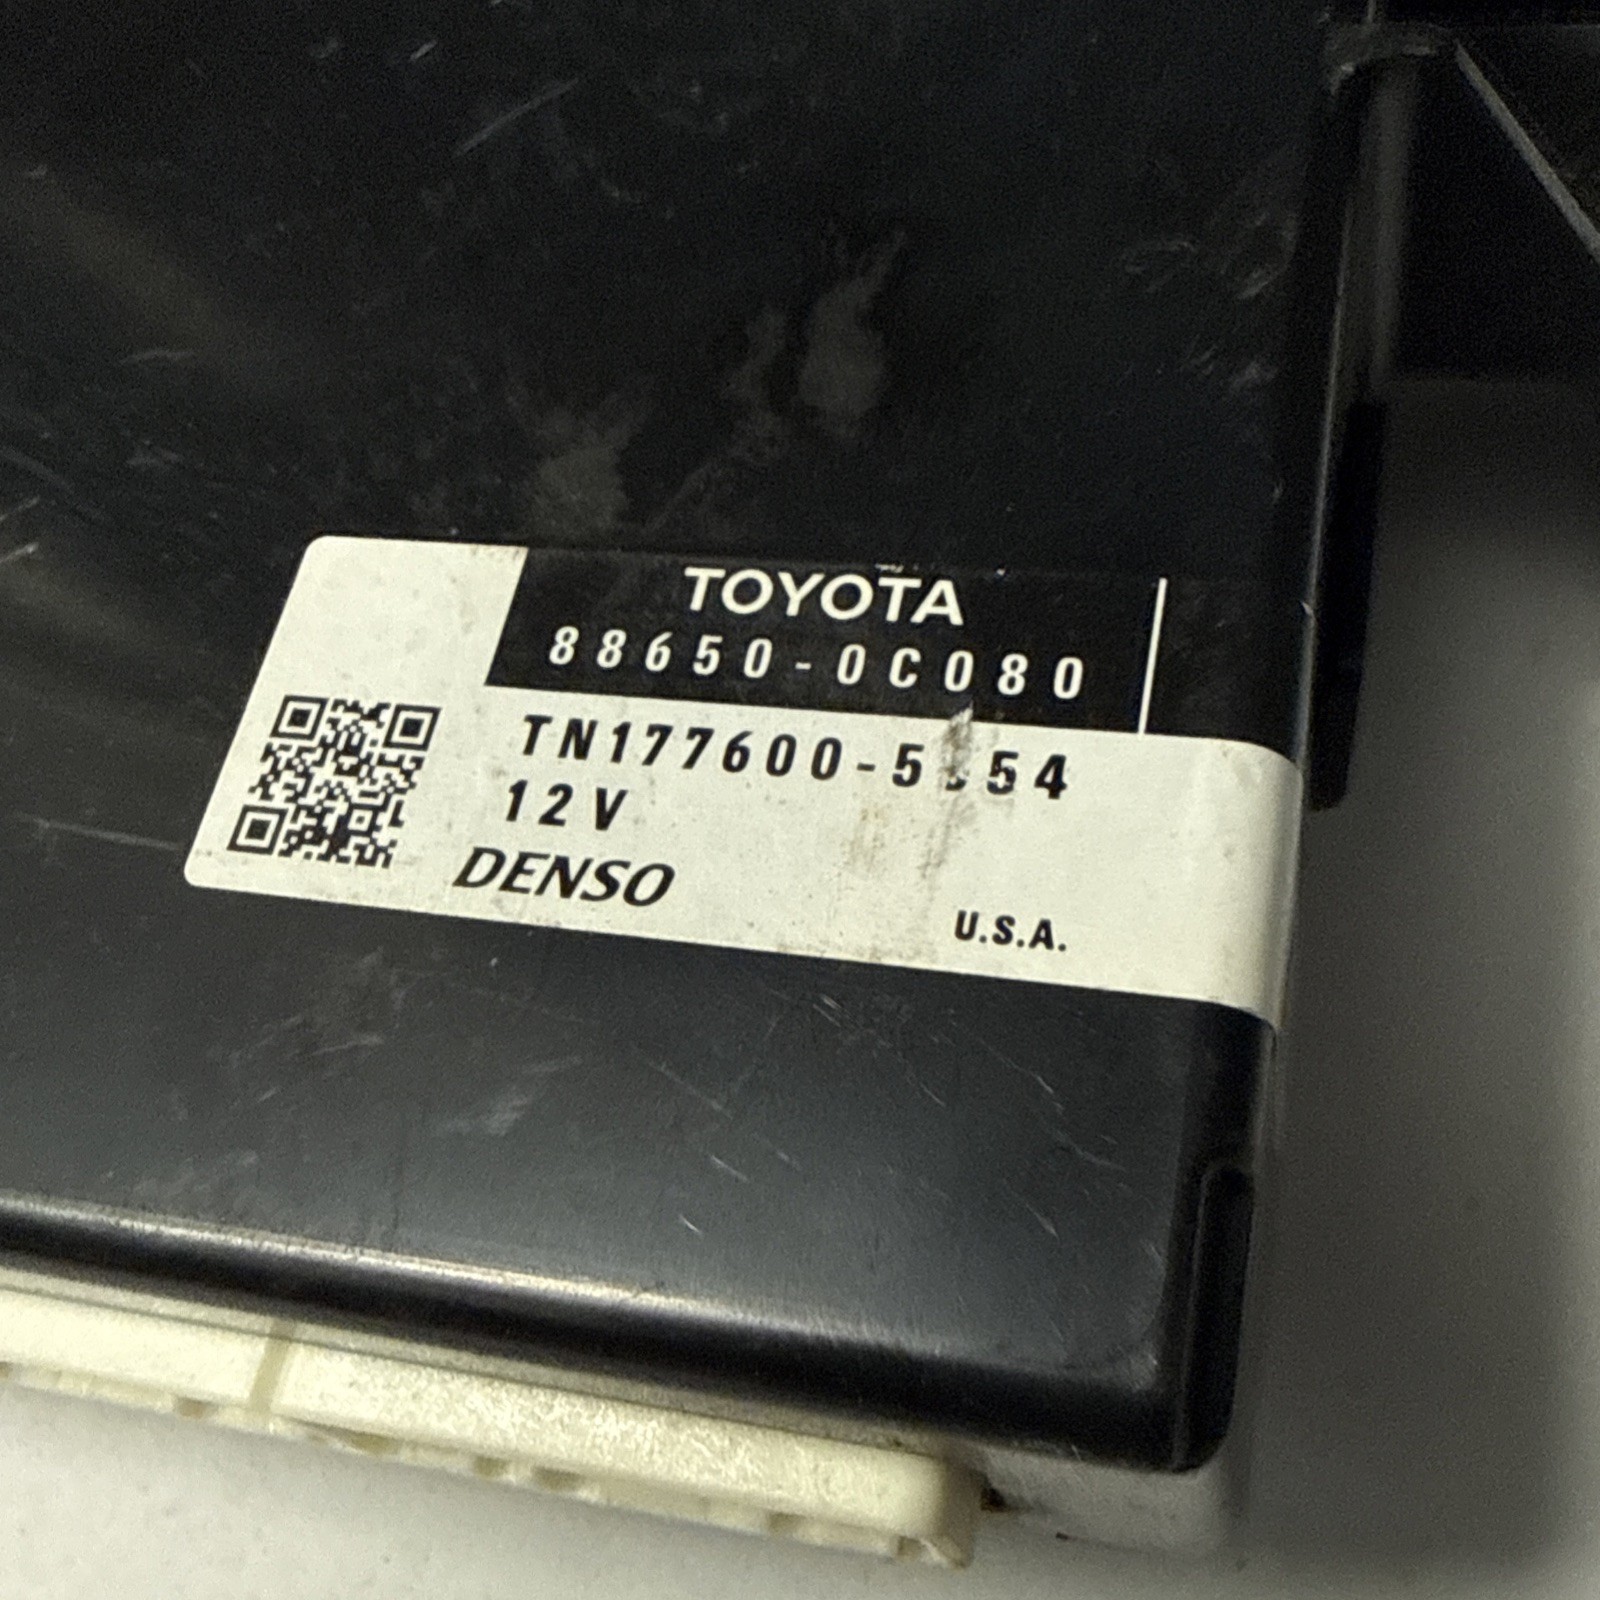 TOYOTA
88650-0C080
12V
DENSO
U.S.A.